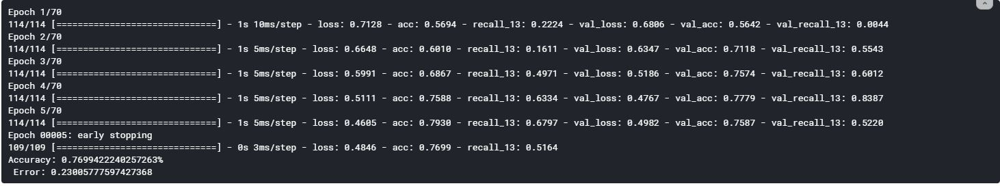 Epoch 1/70
114/114 [==============================] - 1s 10ms/step - loss: 0.7128 - acc: 0.5694 - recall_13: 0.2224 - val_loss: 0.6806 - val_acc: 0.5642 - val_recall_13: 0.0044
Epoch 2/70
114/114 [==============================] - 1s 5ms/step - loss: 0.6648 - acc: 0.6010 - recall_13: 0.1611 - val_loss: 0.6347 - val_acc: 0.7118 - val_recall_13: 0.5543
Epoch 3/70
114/114 [==============================] - 1s 5ms/step - loss: 0.5991 - acc: 0.6867 - recall_13: 0.4971 - val_loss: 0.5186 - val_acc: 0.7574 - val_recall_13: 0.6012
Epoch 4/70
114/114 [==============================] - 1s 5ms/step - loss: 0.5111 - acc: 0.7588 - recall_13: 0.6334 - val_loss: 0.4767 - val_acc: 0.7779 - val_recall_13: 0.8387
Epoch 5/70
114/114 [==============================] - 1s 5ms/step - loss: 0.4605 - acc: 0.7930 - recall_13: 0.6797 - val_loss: 0.4982 - val_acc: 0.7587 - val_recall_13: 0.5220
Epoch 00005: early stopping
109/109 [==============================] - 0s 3ms/step - loss: 0.4846 - acc: 0.7699 - recall_13: 0.5164
Accuracy: 0.7699422240257263%
 Error: 0.23005777597427368